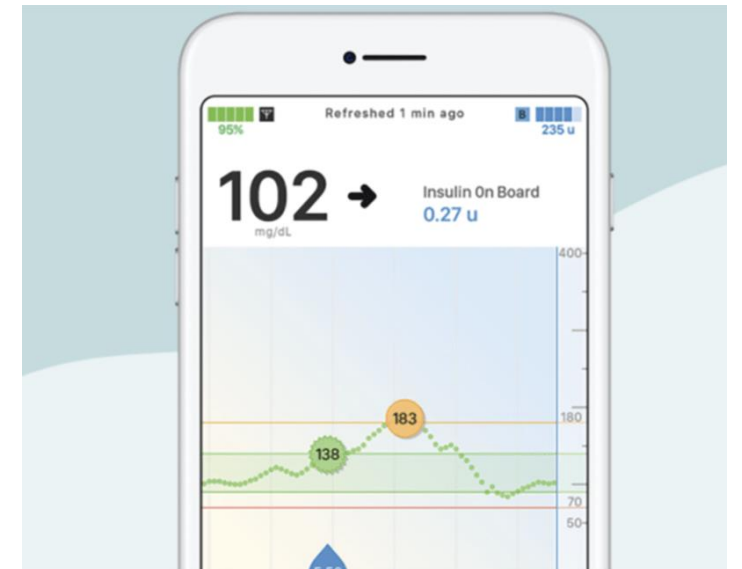 Refreshed 1 min ago
B
95%
235 u
102
mg/dL
Insulin On Board
0.27 u
400
183
180
138
70
50